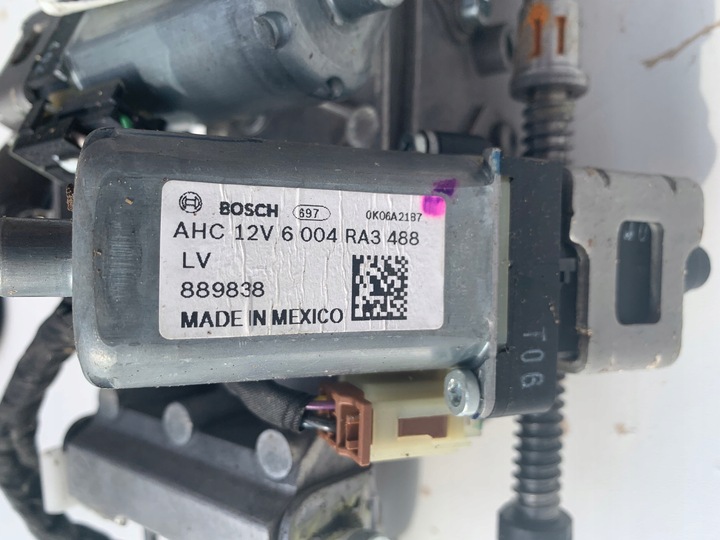 BOSCH 697 0K06A2187
AHC 12V 6 004 RA3 488
LV
889838
MADE IN MEXICO
T06